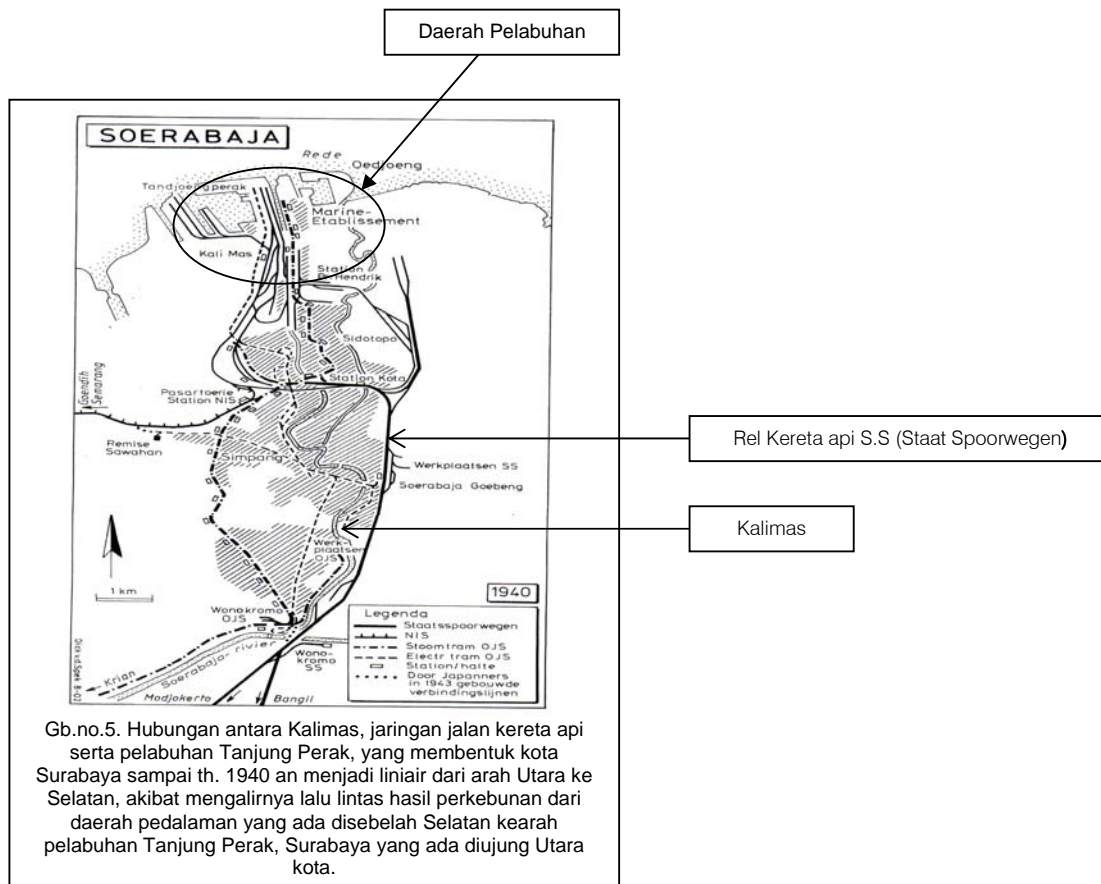 Daerah Pelabuhan
SOERABAJA
Rede
Oedjoeng
Tandjoengperak
Marine-
Etablissement
Kali Mas
Station
Pr. Hendrik
Sidotopo
Station Kota
Goendih
Semarang
Pasartoerie
Station NIS
Rel Kereta api S.S (Staat Spoorwegen)
Remise
Sawahan
Simpang
Werkplaatsen SS
Soerabaja Goebeng
Kalimas
Werk-
plaatsen
OJS
1 km
1940
Wonokromo
OJS
Legenda
Staatsspoorwegen
NIS
Stoomtram OJS
Electr tram OJS
Station/halte
Door Japanners
in 1943 gebouwde
verbindingslijnen
Soerabaja-rivier
Wono-
kromo
SS
Krian
Modjokerto
Bangil
Dick v.d. Spek 8-02
Gb.no.5. Hubungan antara Kalimas, jaringan jalan kereta api
serta pelabuhan Tanjung Perak, yang membentuk kota
Surabaya sampai th. 1940 an menjadi liniair dari arah Utara ke
Selatan, akibat mengalirnya lalu lintas hasil perkebunan dari
daerah pedalaman yang ada disebelah Selatan kearah
pelabuhan Tanjung Perak, Surabaya yang ada diujung Utara
kota.